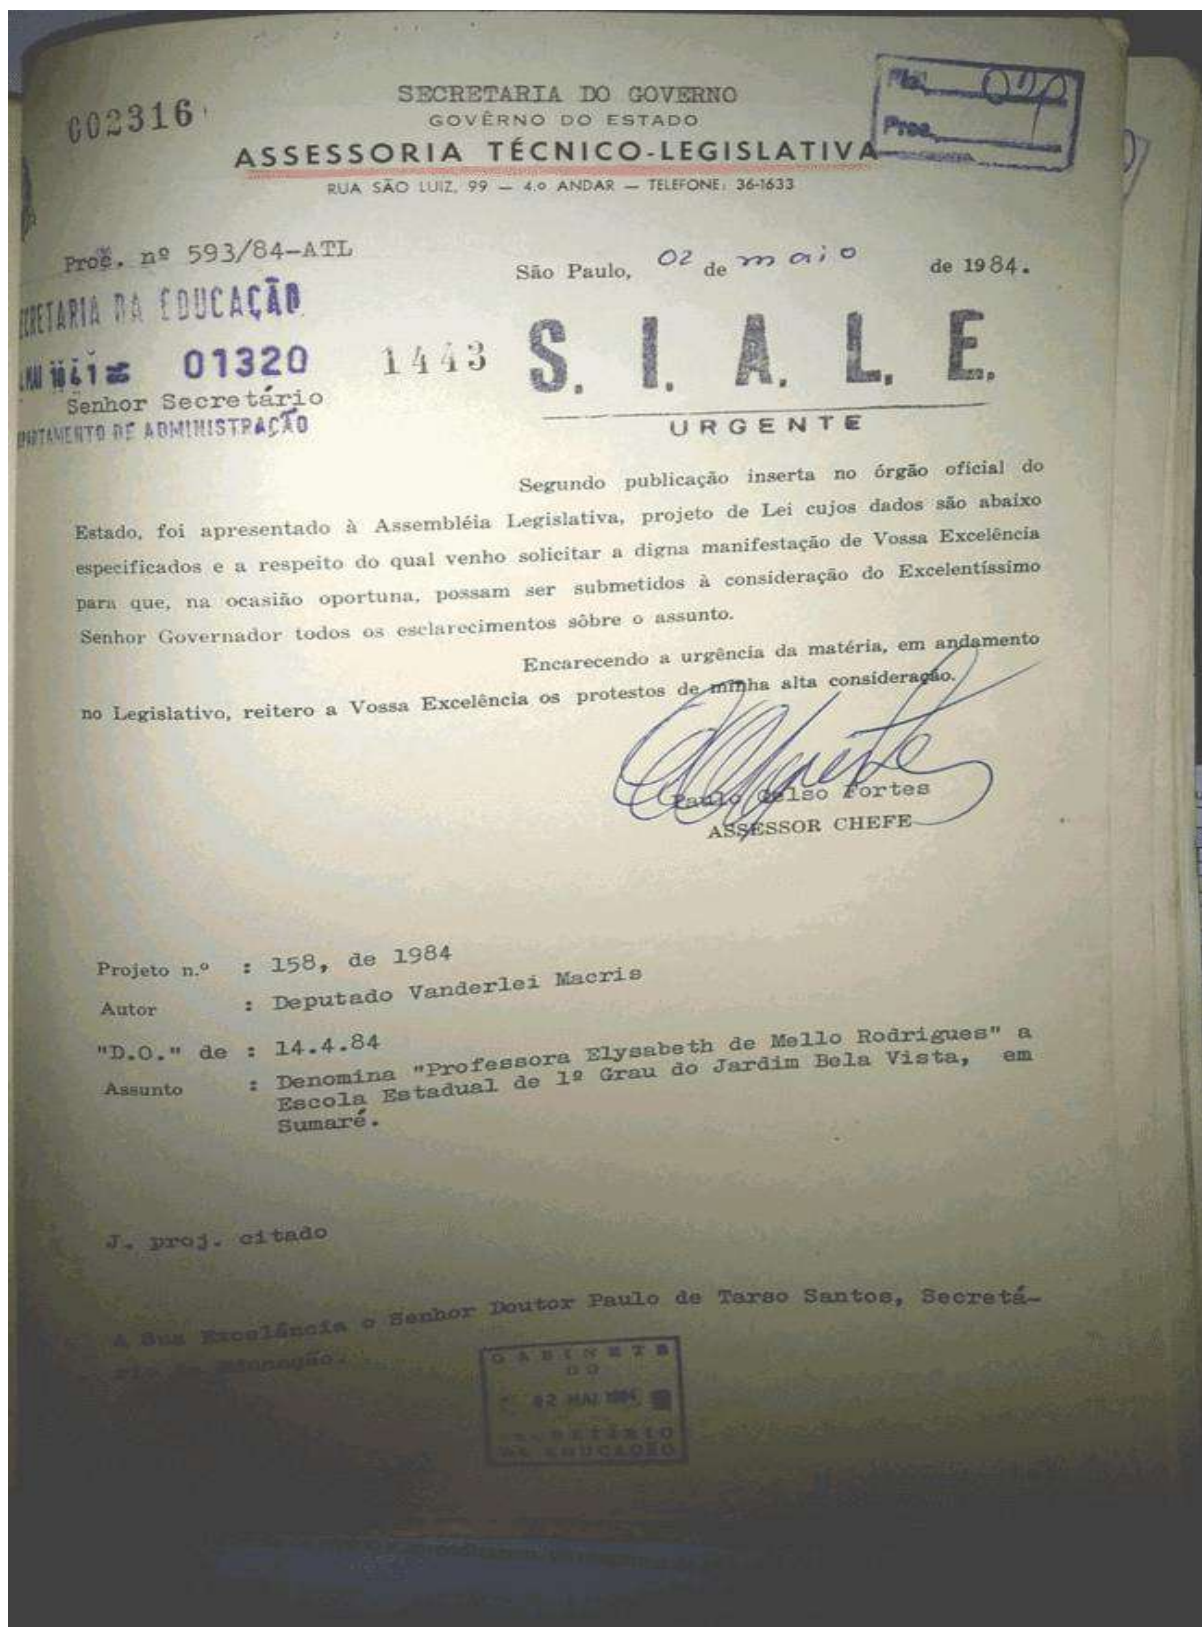 002316
SECRETARIA DO GOVERNO
GOVÊRNO DO ESTADO
ASSESSORIA TÉCNICO-LEGISLATIVA
RUA SÃO LUIZ, 99 — 4.º ANDAR — TELEFONE: 36-1633
Fls.
Proc.
Proc. nº 593/84-ATL
São Paulo, 02 de maio de 1984.
CRETARIA DA EDUCAÇÃO
01320
1443
S. I. A. L. E.
URGENTE
Senhor Secretário
PARTAMENTO DE ADMINISTRAÇÃO
Segundo publicação inserta no órgão oficial do
Estado, foi apresentado à Assembléia Legislativa, projeto de Lei cujos dados são abaixo
especificados e a respeito do qual venho solicitar a digna manifestação de Vossa Excelência
para que, na ocasião oportuna, possam ser submetidos à consideração do Excelentíssimo
Senhor Governador todos os esclarecimentos sôbre o assunto.
Encarecendo a urgência da matéria, em andamento
no Legislativo, reitero a Vossa Excelência os protestos de minha alta consideração.
Paulo Celso Fortes
ASSESSOR CHEFE
Projeto n.º : 158, de 1984
Autor : Deputado Vanderlei Macris
"D.O." de : 14.4.84
Assunto : Denomina "Professora Elysabeth de Mello Rodrigues" a
Escola Estadual de 1º Grau do Jardim Bela Vista, em
Sumaré.
J. proj. citado
A Sua Excelência o Senhor Doutor Paulo de Tarso Santos, Secretá-
rio da Educação.
GABINETE
DO
02 MAI 1984
SECRETÁRIO
DA EDUCAÇÃO